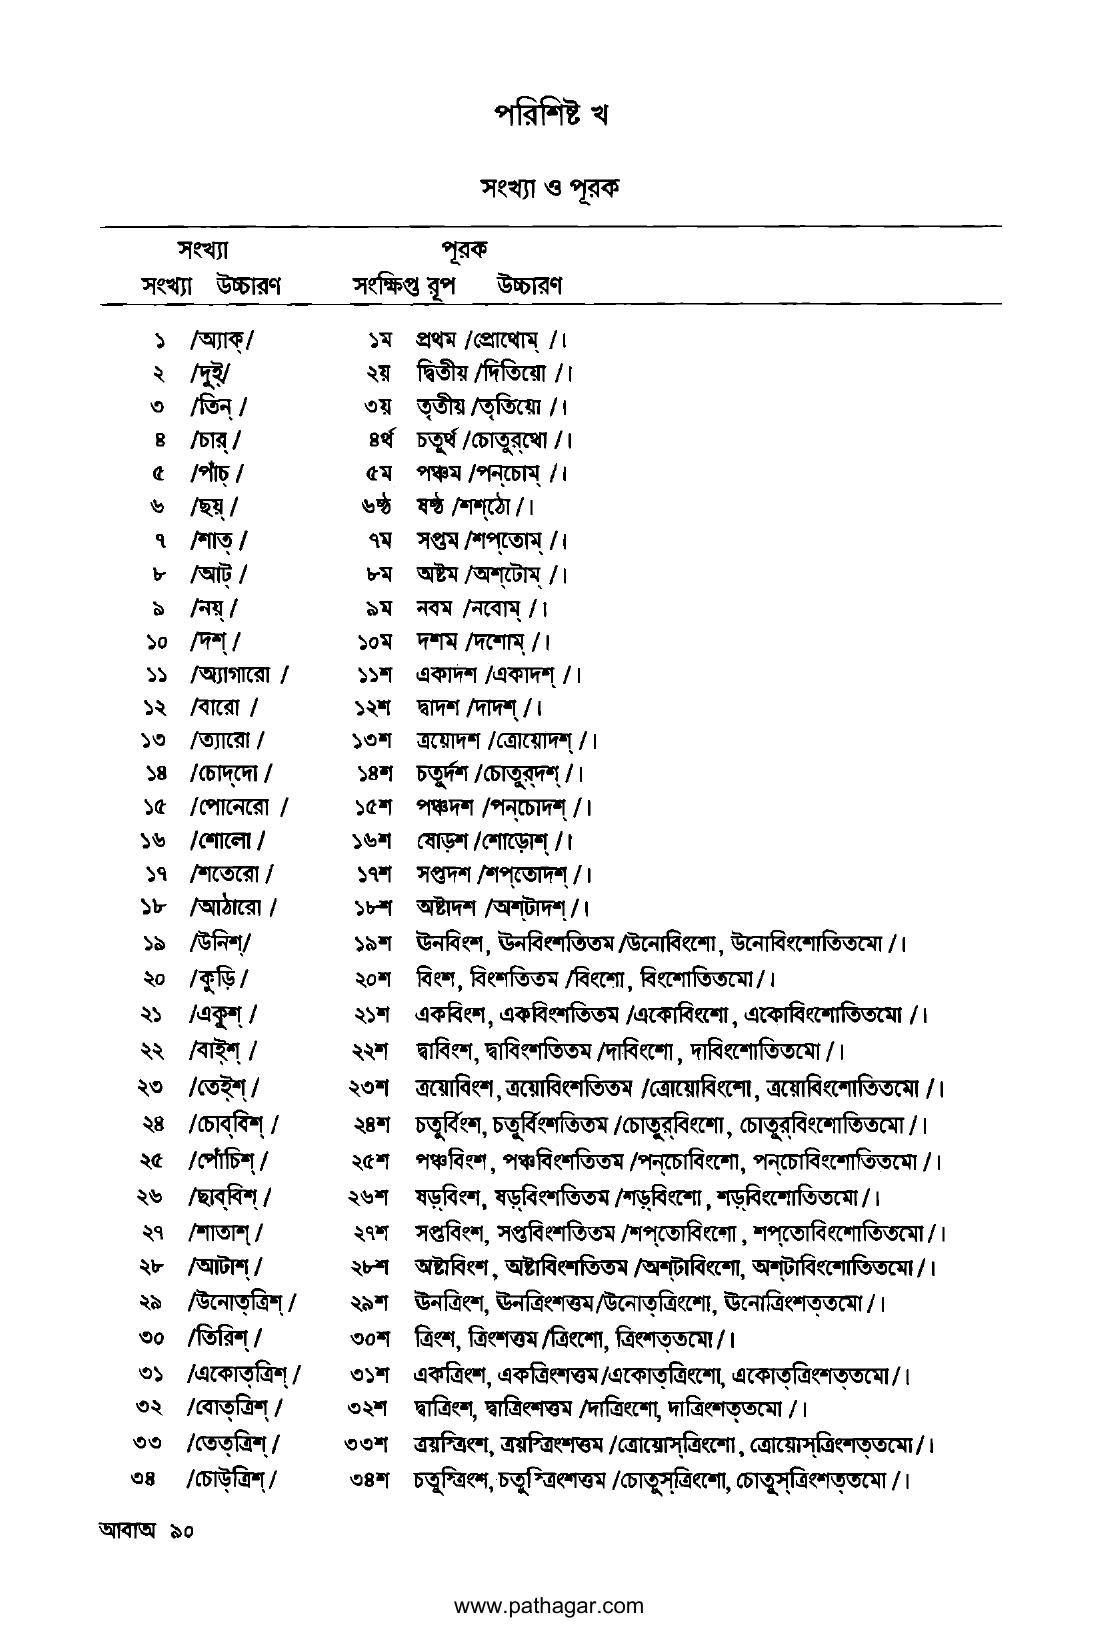 পরিশিষ্ট খ
সংখ্যা ও পূরক
সংখ্যা পূরক
সংখ্যা উচ্চারণ সংক্ষিপ্ত রূপ উচ্চারণ
১ /অ্যাক্/ ১ম প্রথম /প্রোথোম্ /।
২ /দুই্/ ২য় দ্বিতীয় /দিতিয়ো /।
৩ /তিন্ / ৩য় তৃতীয় /তৃতিয়ো /।
৪ /চার্ / ৪র্থ চতুর্থ /চোতুর্‌থো /।
৫ /পাঁচ্ / ৫ম পঞ্চম /পন্‌চোম্ /।
৬ /ছয়্ / ৬ষ্ঠ ষষ্ঠ /শশ্‌ঠো /।
৭ /শাত্ / ৭ম সপ্তম /শপ্‌তোম্ /।
৮ /আট্ / ৮ম অষ্টম /অশ্‌টোম্ /।
৯ /নয়্ / ৯ম নবম /নবোম্ /।
১০ /দশ্ / ১০ম দশম /দশোম্ /।
১১ /অ্যাগারো / ১১শ একাদশ /একাদশ্ /।
১২ /বারো / ১২শ দ্বাদশ /দাদশ্ /।
১৩ /ত্যারো / ১৩শ ত্রয়োদশ /ত্রোয়োদশ্ /।
১৪ /চোদ্‌দো / ১৪শ চতুর্দশ /চোতুর্‌দশ্ /।
১৫ /পোনেরো / ১৫শ পঞ্চদশ /পন্‌চোদশ্ /।
১৬ /শোলো / ১৬শ ষোড়শ /শোড়োশ্ /।
১৭ /শতেরো / ১৭শ সপ্তদশ /শপ্‌তোদশ্ /।
১৮ /আঠারো / ১৮শ অষ্টাদশ /অশ্‌টাদশ্ /।
১৯ /উনিশ্/ ১৯শ ঊনবিংশ, ঊনবিংশতিতম /উনোবিংশো, উনোবিংশোতিতমো /।
২০ /কুড়ি / ২০শ বিংশ, বিংশতিতম /বিংশো, বিংশোতিতমো /।
২১ /একুশ্ / ২১শ একবিংশ, একবিংশতিতম /একোবিংশো, একোবিংশোতিতমো /।
২২ /বাই্শ্ / ২২শ দ্বাবিংশ, দ্বাবিংশতিতম /দাবিংশো, দাবিংশোতিতমো /।
২৩ /তেই্শ্ / ২৩শ ত্রয়োবিংশ, ত্রয়োবিংশতিতম /ত্রোয়োবিংশো, ত্রয়োবিংশোতিতমো /।
২৪ /চোব্‌বিশ্ / ২৪শ চতুর্বিংশ, চতুর্বিংশতিতম /চোতুর্‌বিংশো, চোতুর্‌বিংশোতিতমো /।
২৫ /পোঁচিশ্ / ২৫শ পঞ্চবিংশ, পঞ্চবিংশতিতম /পন্‌চোবিংশো, পন্‌চোবিংশোতিতমো /।
২৬ /ছাব্‌বিশ্ / ২৬শ ষড়্‌বিংশ, ষড়্‌বিংশতিতম /শড়্‌বিংশো, শড়্‌বিংশোতিতমো /।
২৭ /শাতাশ্ / ২৭শ সপ্তবিংশ, সপ্তবিংশতিতম /শপ্‌তোবিংশো, শপ্‌তোবিংশোতিতমো /।
২৮ /আটাশ্ / ২৮শ অষ্টাবিংশ, অষ্টাবিংশতিতম /অশ্‌টাবিংশো, অশ্‌টাবিংশোতিতমো /।
২৯ /উনোত্‌ত্রিশ্ / ২৯শ ঊনত্রিংশ, ঊনত্রিংশত্তম /উনোত্‌ত্রিংশো, উনোত্রিংশত্‌তমো /।
৩০ /তিরিশ্ / ৩০শ ত্রিংশ, ত্রিংশত্তম /ত্রিংশো, ত্রিংশত্‌তমো /।
৩১ /একোত্‌ত্রিশ্ / ৩১শ একত্রিংশ, একত্রিংশত্তম /একোত্‌ত্রিংশো, একোত্‌ত্রিংশত্‌তমো /।
৩২ /বোত্‌ত্রিশ্ / ৩২শ দ্বাত্রিংশ, দ্বাত্রিংশত্তম /দাত্রিংশো, দাত্রিংশত্‌তমো /।
৩৩ /তেত্‌ত্রিশ্ / ৩৩শ ত্রয়স্ত্রিংশ, ত্রয়স্ত্রিংশত্তম /ত্রোয়োস্‌ত্রিংশো, ত্রোয়োস্‌ত্রিংশত্‌তমো /।
৩৪ /চোউ্‌ত্রিশ্ / ৩৪শ চতুস্ত্রিংশ, চতুস্ত্রিংশত্তম /চোতুস্‌ত্রিংশো, চোতুস্‌ত্রিংশত্‌তমো /।
আবাঅ ৯০
www.pathagar.com